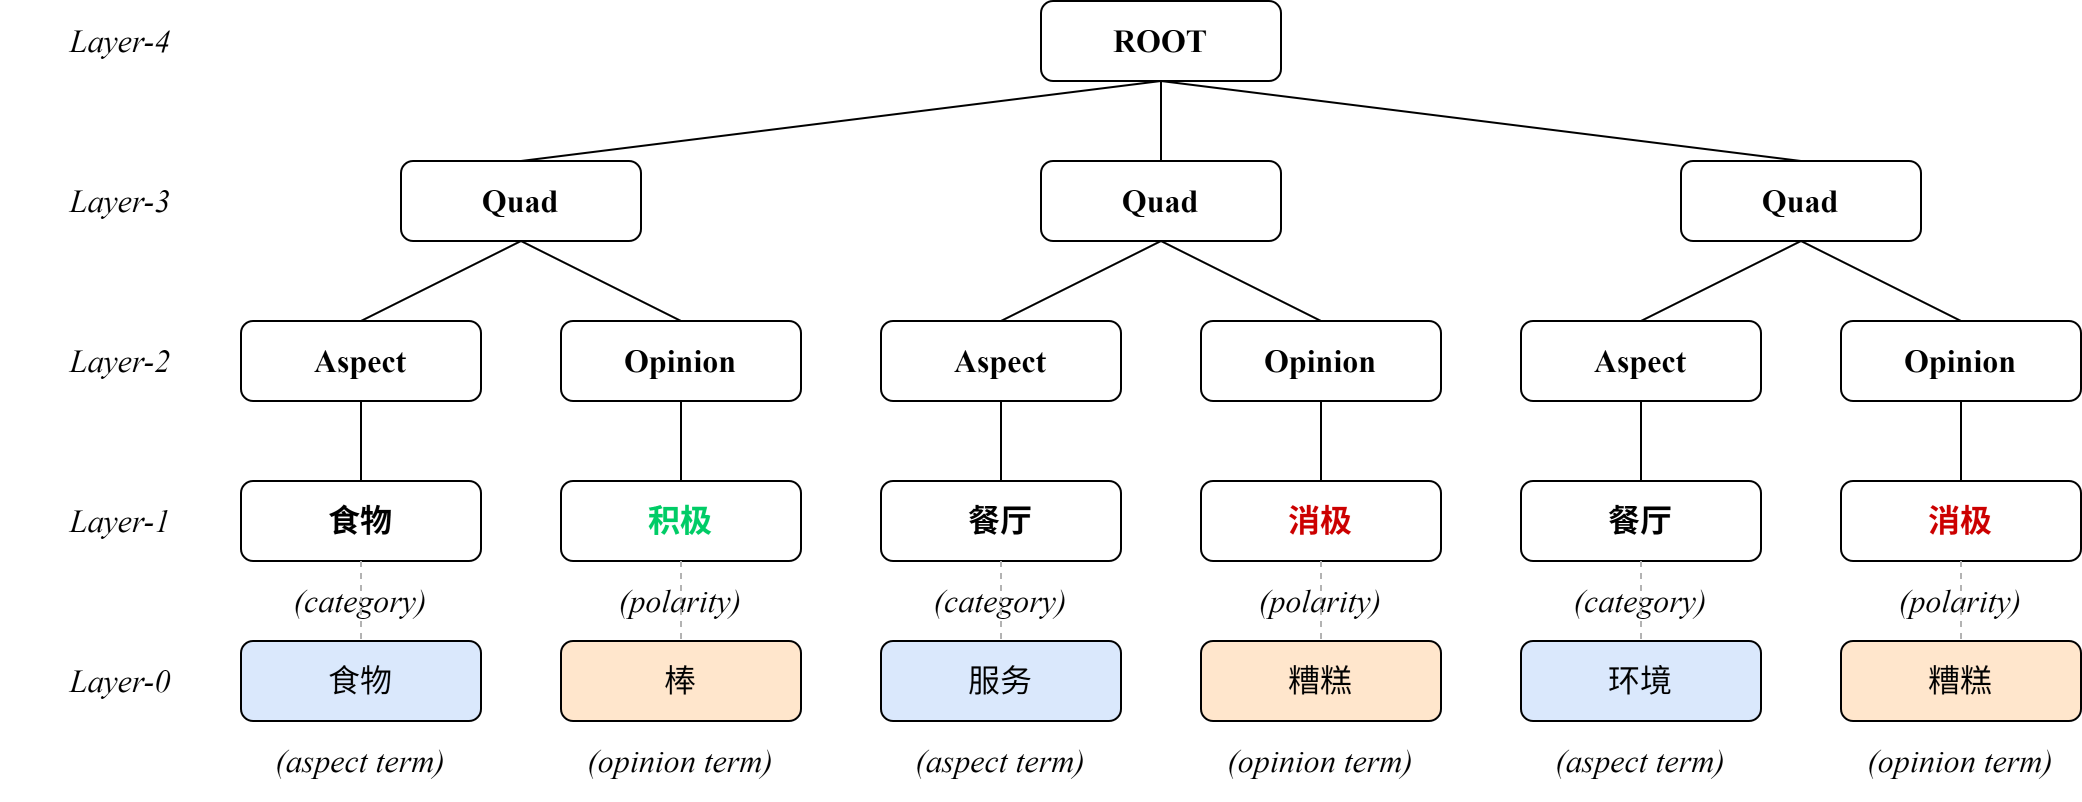 Layer-4 ROOT
Layer-3 Quad Quad Quad
Layer-2 Aspect Opinion Aspect Opinion Aspect Opinion
Layer-1 食物 积极 餐厅 消极 餐厅 消极
(category) (polarity) (category) (polarity) (category) (polarity)
Layer-0 食物 棒 服务 糟糕 环境 糟糕
(aspect term) (opinion term) (aspect term) (opinion term) (aspect term) (opinion term)